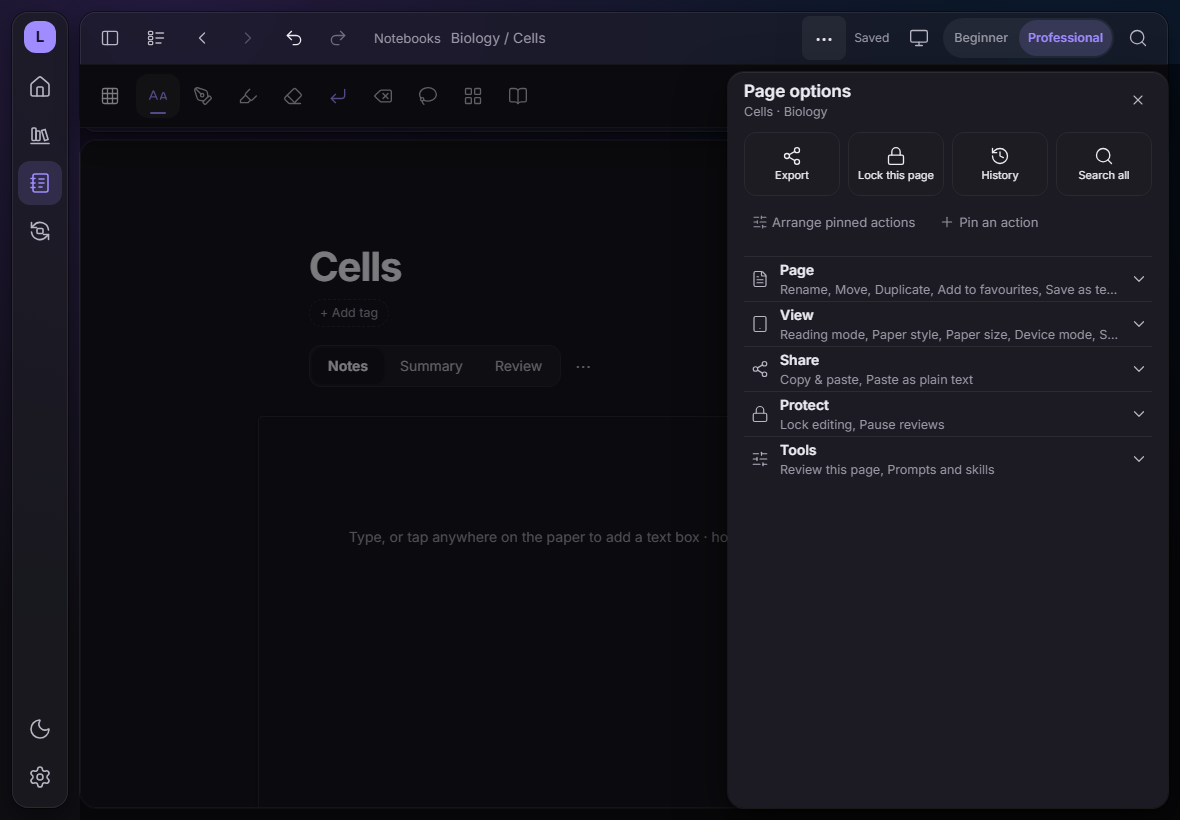 L
Notebooks Biology / Cells
Saved
Beginner Professional
AA
Page options
Cells · Biology
Export
Lock this page
History
Search all
Arrange pinned actions
Pin an action
Page
Rename, Move, Duplicate, Add to favourites, Save as te...
View
Reading mode, Paper style, Paper size, Device mode, S...
Share
Copy & paste, Paste as plain text
Protect
Lock editing, Pause reviews
Tools
Review this page, Prompts and skills
Cells
+ Add tag
Notes Summary Review
Type, or tap anywhere on the paper to add a text box · ho